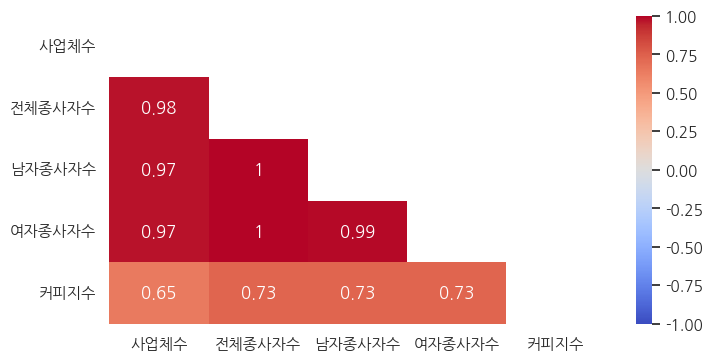 사업체수
전체종사자수 0.98
남자종사자수 0.97 1
여자종사자수 0.97 1 0.99
커피지수 0.65 0.73 0.73 0.73
사업체수 전체종사자수 남자종사자수 여자종사자수 커피지수
1.00
0.75
0.50
0.25
0.00
-0.25
-0.50
-0.75
-1.00